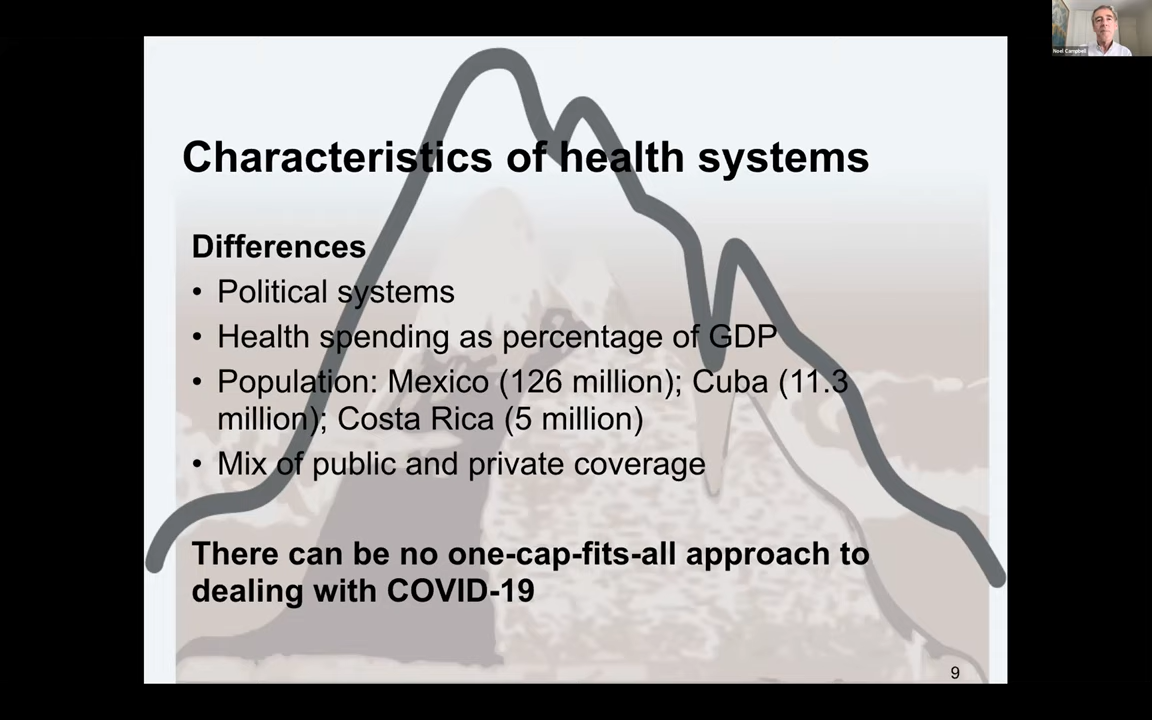 Noel Campbell
Characteristics of health systems
Differences
• Political systems
• Health spending as percentage of GDP
• Population: Mexico (126 million); Cuba (11.3
million); Costa Rica (5 million)
• Mix of public and private coverage
There can be no one-cap-fits-all approach to
dealing with COVID-19
9